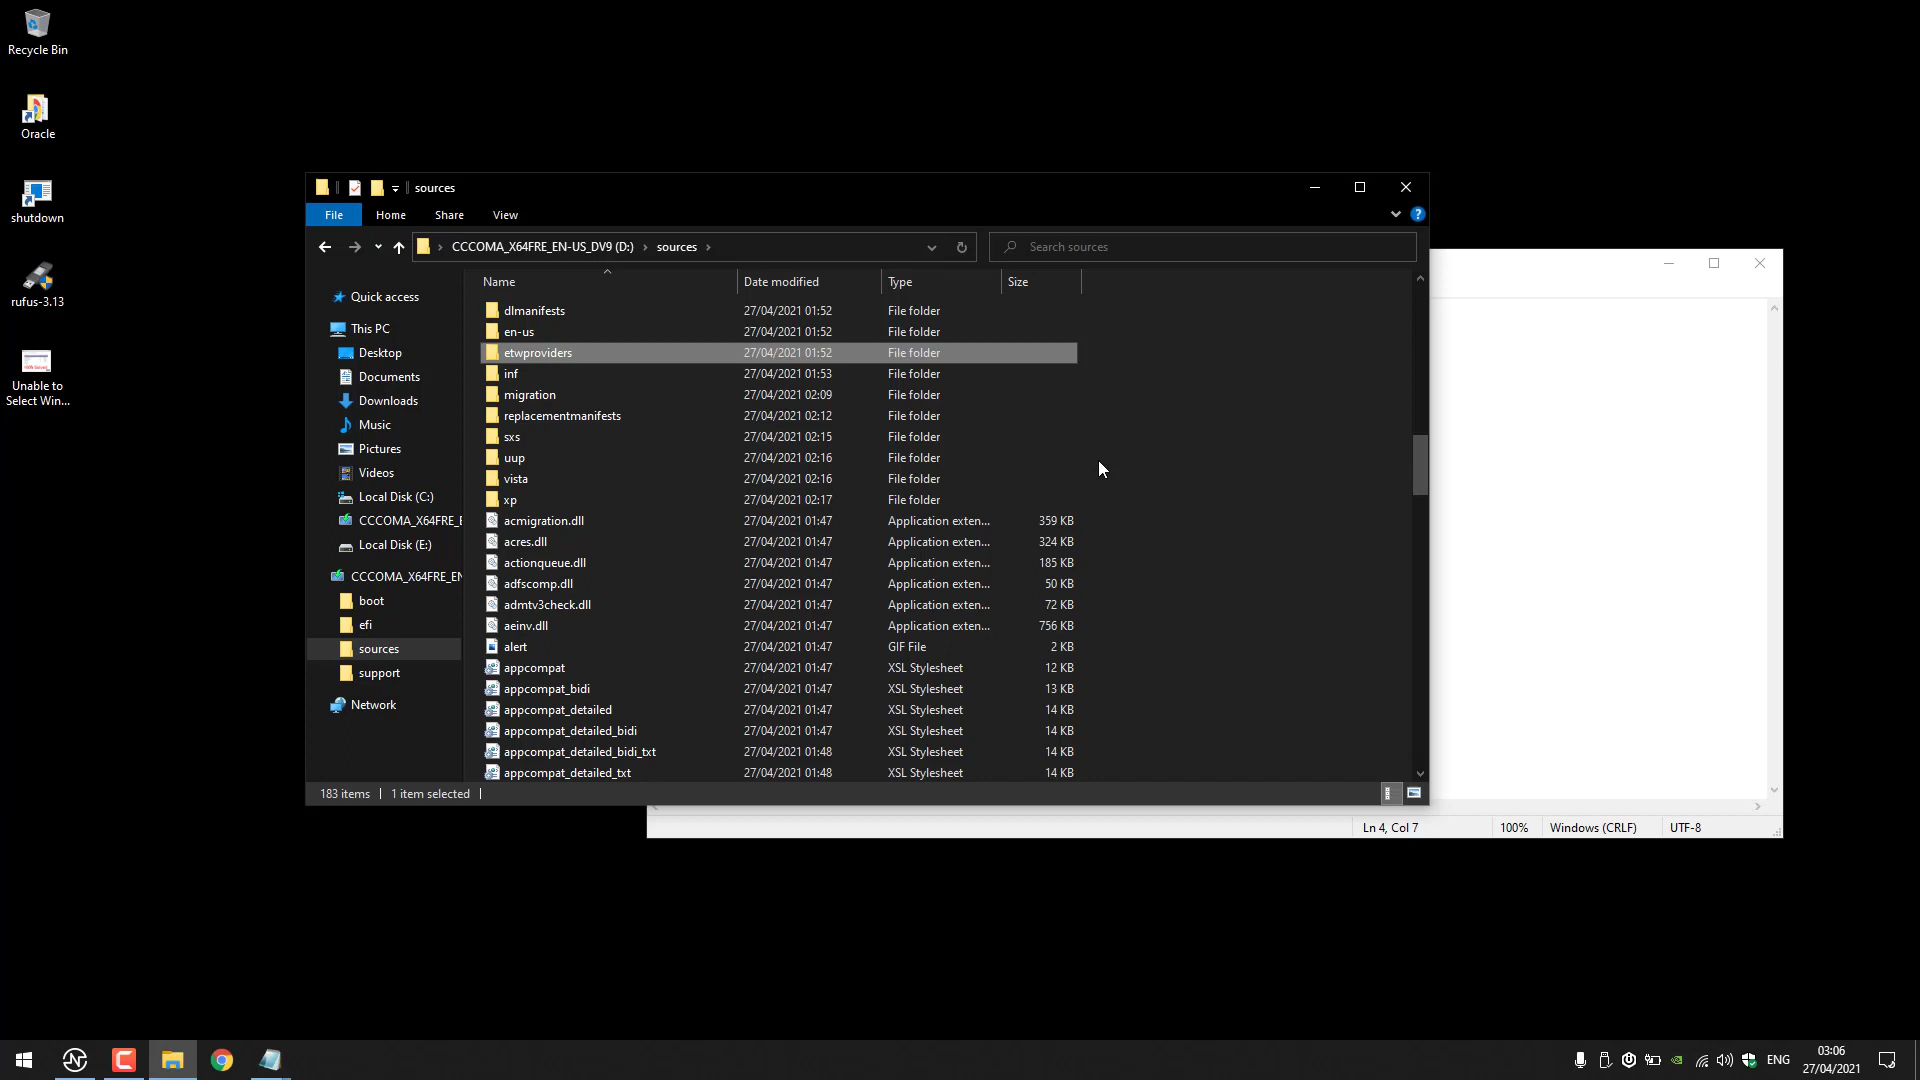 Recycle Bin
Oracle
shutdown
rufus-3.13
Unable to
Select Win...
sources
File Home Share View
CCCOMA_X64FRE_EN-US_DV9 (D:) sources
Search sources
Name Date modified Type Size
Quick access
This PC
Desktop
Documents
Downloads
Music
Pictures
Videos
Local Disk (C:)
CCCOMA_X64FRE_E
Local Disk (E:)
CCCOMA_X64FRE_EN
boot
efi
sources
support
Network
dlmanifests 27/04/2021 01:52 File folder
en-us 27/04/2021 01:52 File folder
etwproviders 27/04/2021 01:52 File folder
inf 27/04/2021 01:53 File folder
migration 27/04/2021 02:09 File folder
replacementmanifests 27/04/2021 02:12 File folder
sxs 27/04/2021 02:15 File folder
uup 27/04/2021 02:16 File folder
vista 27/04/2021 02:16 File folder
xp 27/04/2021 02:17 File folder
acmigration.dll 27/04/2021 01:47 Application exten... 359 KB
acres.dll 27/04/2021 01:47 Application exten... 324 KB
actionqueue.dll 27/04/2021 01:47 Application exten... 185 KB
adfscomp.dll 27/04/2021 01:47 Application exten... 50 KB
admtv3check.dll 27/04/2021 01:47 Application exten... 72 KB
aeinv.dll 27/04/2021 01:47 Application exten... 756 KB
alert 27/04/2021 01:47 GIF File 2 KB
appcompat 27/04/2021 01:47 XSL Stylesheet 12 KB
appcompat_bidi 27/04/2021 01:47 XSL Stylesheet 13 KB
appcompat_detailed 27/04/2021 01:47 XSL Stylesheet 14 KB
appcompat_detailed_bidi 27/04/2021 01:47 XSL Stylesheet 14 KB
appcompat_detailed_bidi_txt 27/04/2021 01:48 XSL Stylesheet 14 KB
appcompat_detailed_txt 27/04/2021 01:48 XSL Stylesheet 14 KB
183 items 1 item selected
Ln 4, Col 7 100% Windows (CRLF) UTF-8
ENG
03:06
27/04/2021